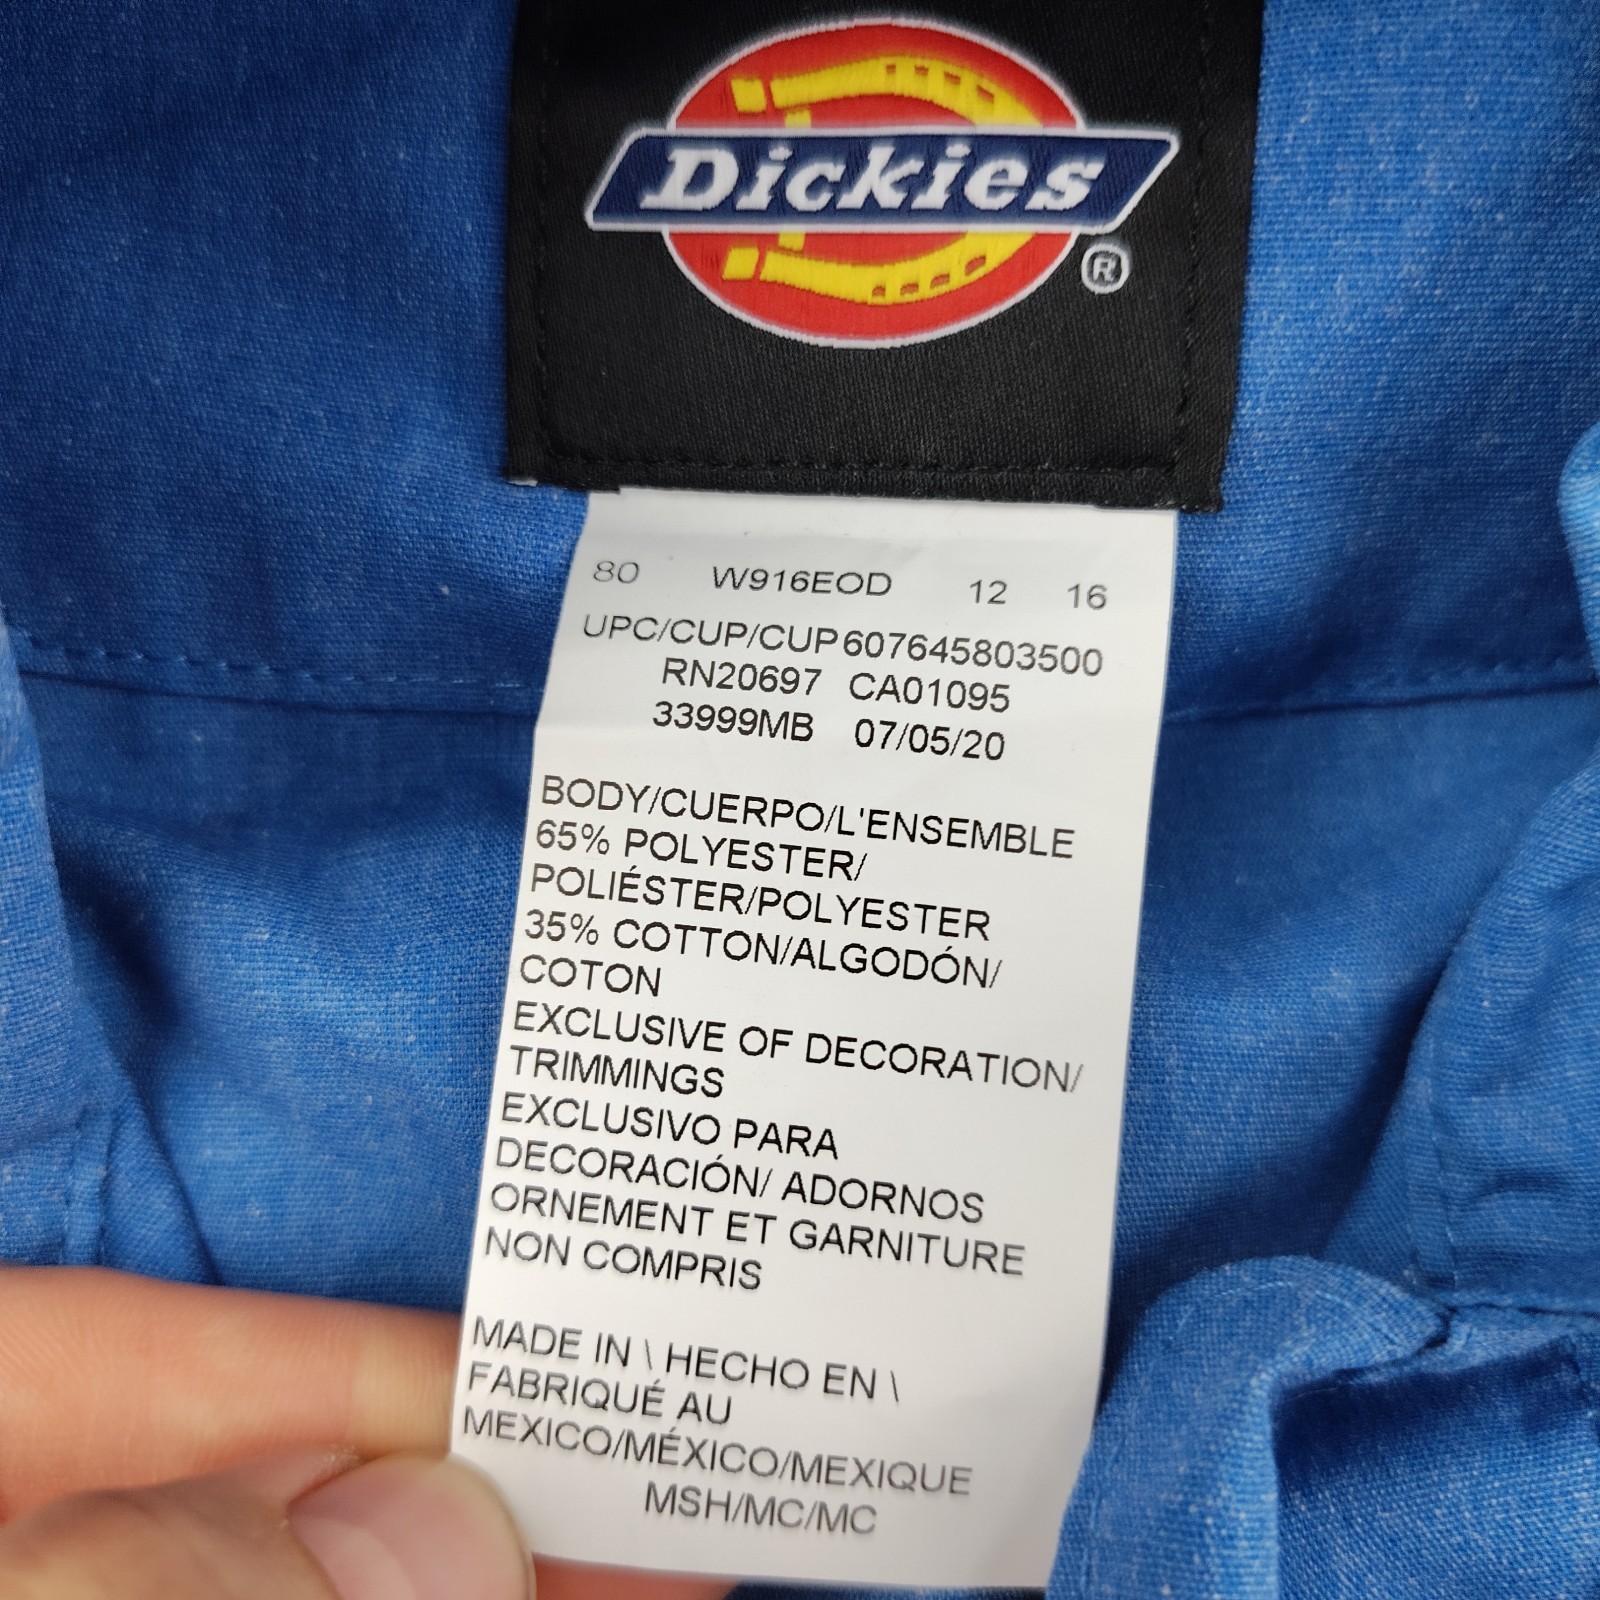 Dickies
®
80 W916EOD 12 16
UPC/CUP/CUP607645803500
RN20697 CA01095
33999MB 07/05/20
BODY/CUERPO/L'ENSEMBLE
65% POLYESTER/
POLIÉSTER/POLYESTER
35% COTTON/ALGODÓN/
COTON
EXCLUSIVE OF DECORATION/
TRIMMINGS
EXCLUSIVO PARA
DECORACIÓN/ ADORNOS
ORNEMENT ET GARNITURE
NON COMPRIS
MADE IN \ HECHO EN \
FABRIQUÉ AU
MEXICO/MÉXICO/MEXIQUE
MSH/MC/MC